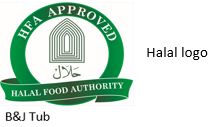 HFA APPROVED
حلال
HALAL FOOD AUTHORITY
Halal logo
B&J Tub